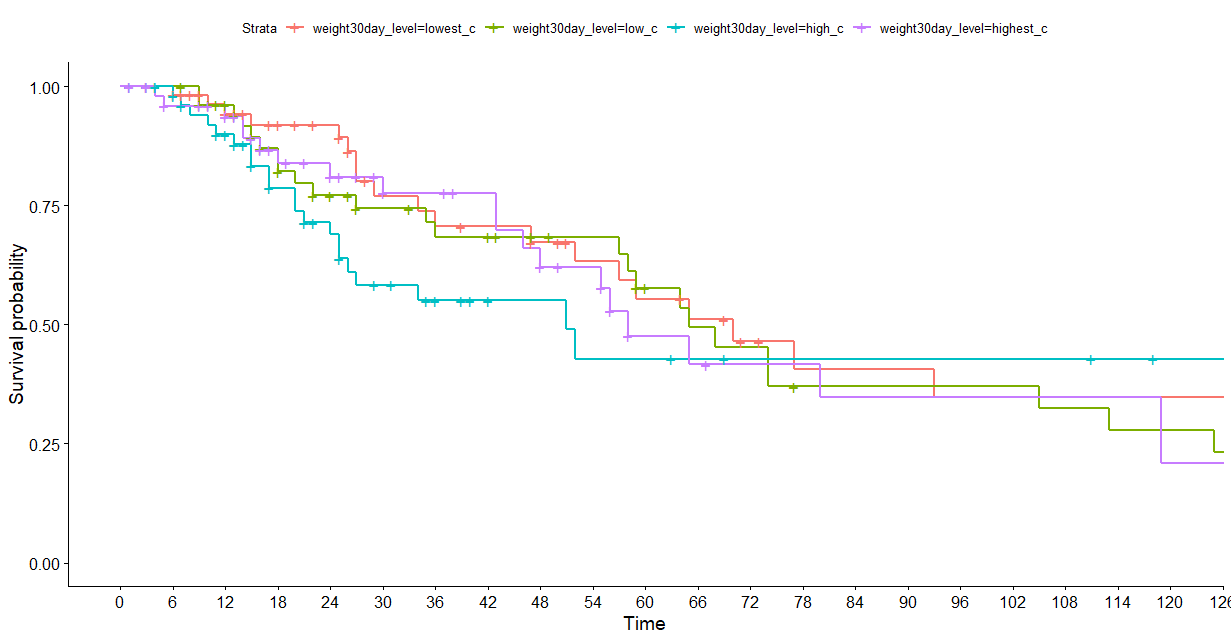 Strata weight30day_level=lowest_c weight30day_level=low_c weight30day_level=high_c weight30day_level=highest_c
1.00
0.75
0.50
0.25
0.00
Survival probability
0 6 12 18 24 30 36 42 48 54 60 66 72 78 84 90 96 102 108 114 120 126
Time